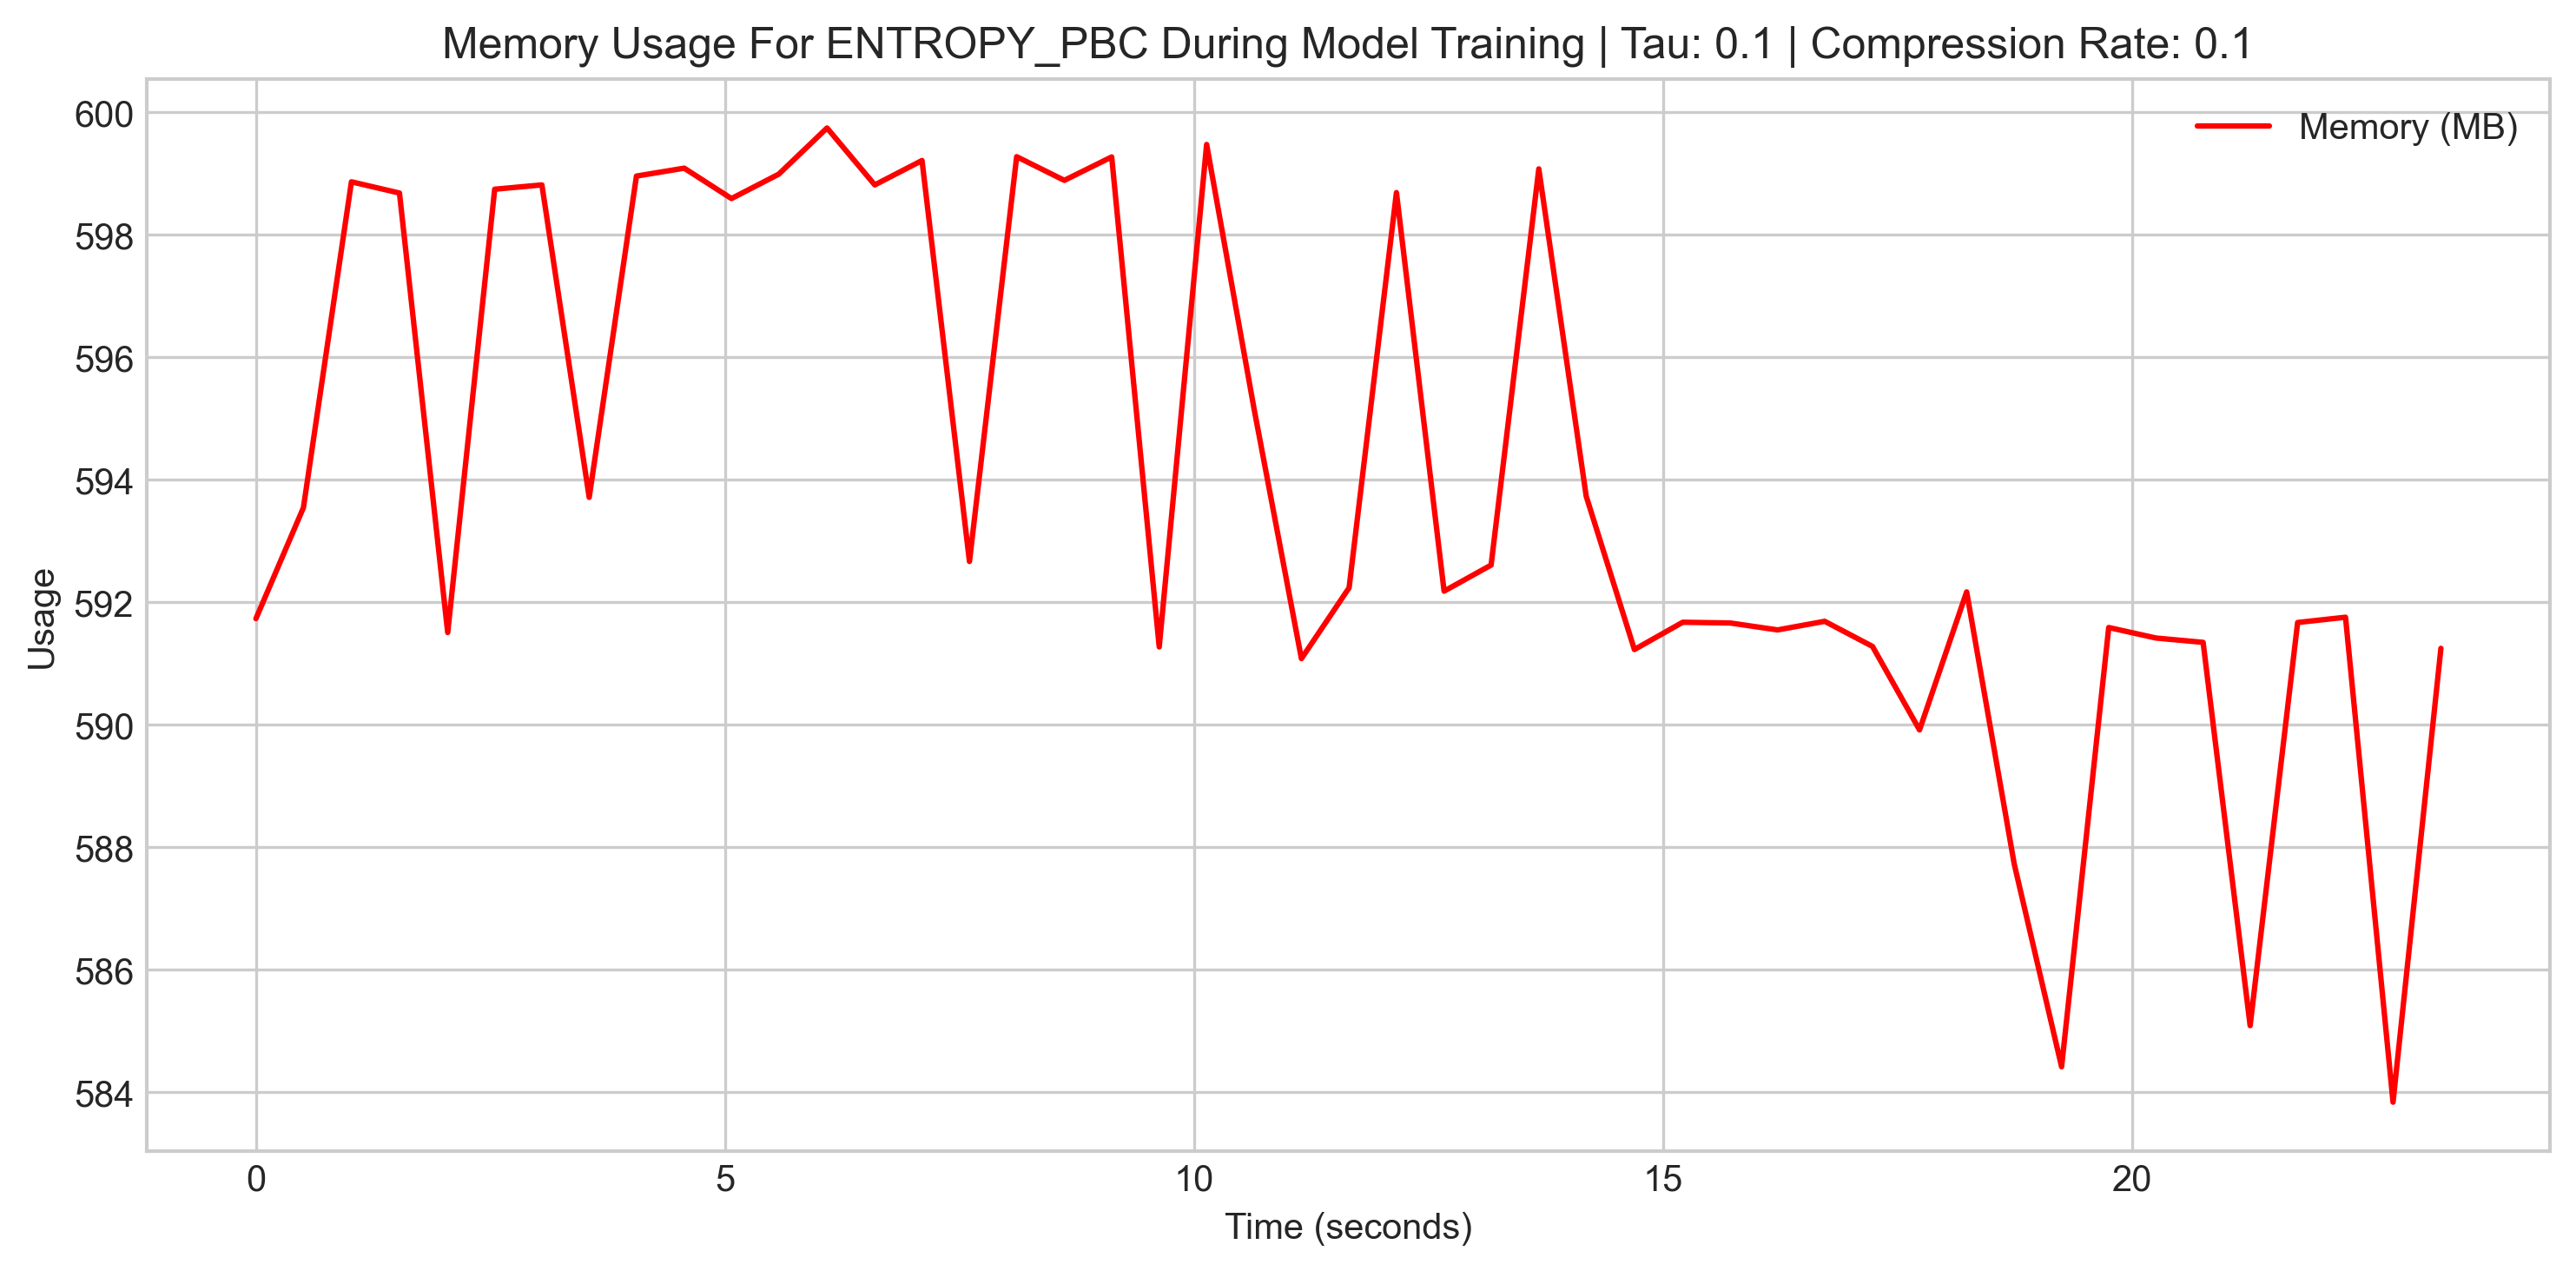 Memory Usage For ENTROPY_PBC During Model Training | Tau: 0.1 | Compression Rate: 0.1
600
598
596
594
592
590
588
586
584
Usage
Memory (MB)
0 5 10 15 20
Time (seconds)